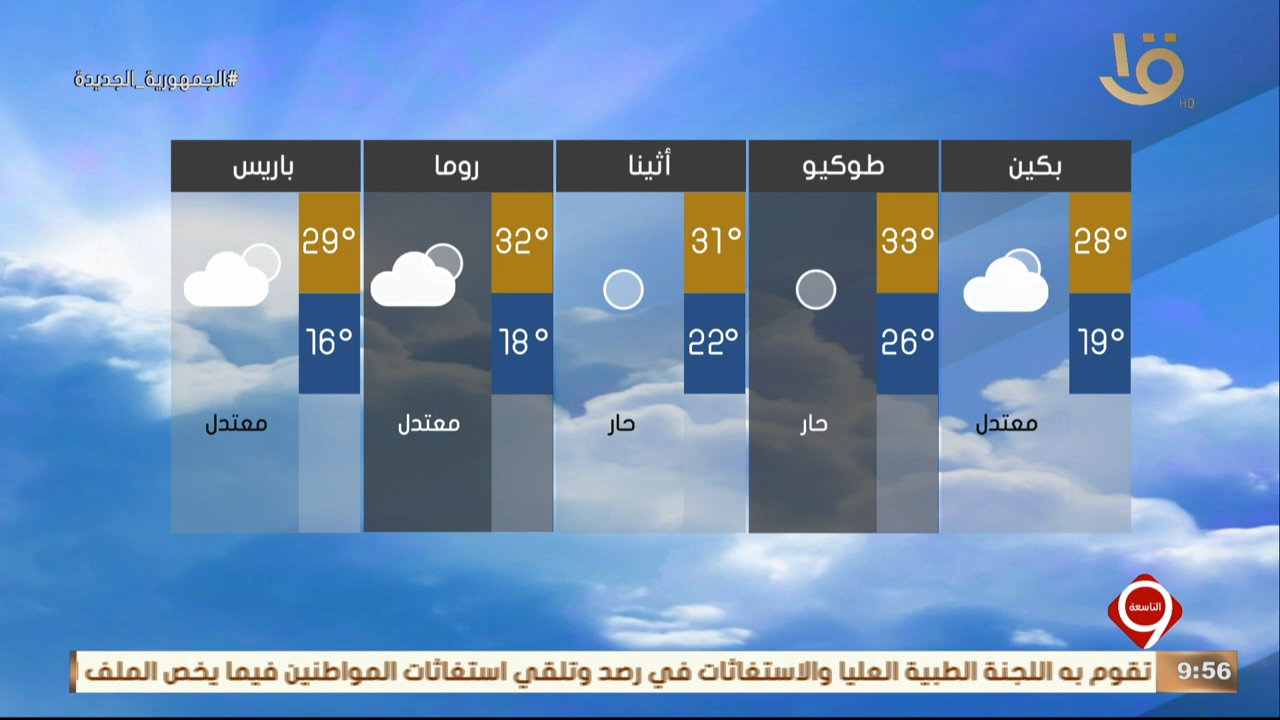 #الجمهورية_الجديدة
HD
بكين
28°
19°
معتدل
طوكيو
33°
26°
حار
أثينا
31°
22°
حار
روما
32°
18°
معتدل
باريس
29°
16°
معتدل
التاسعة
9
9:56
تقوم به اللجنة الطبية العليا والاستغاثات في رصد وتلقي استغاثات المواطنين فيما يخص الملف